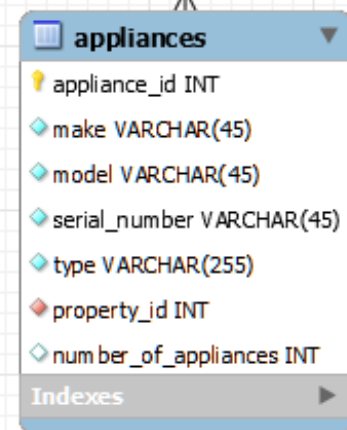 appliances
appliance_id INT
make VARCHAR(45)
model VARCHAR(45)
serial_number VARCHAR(45)
type VARCHAR(255)
property_id INT
number_of_appliances INT
Indexes